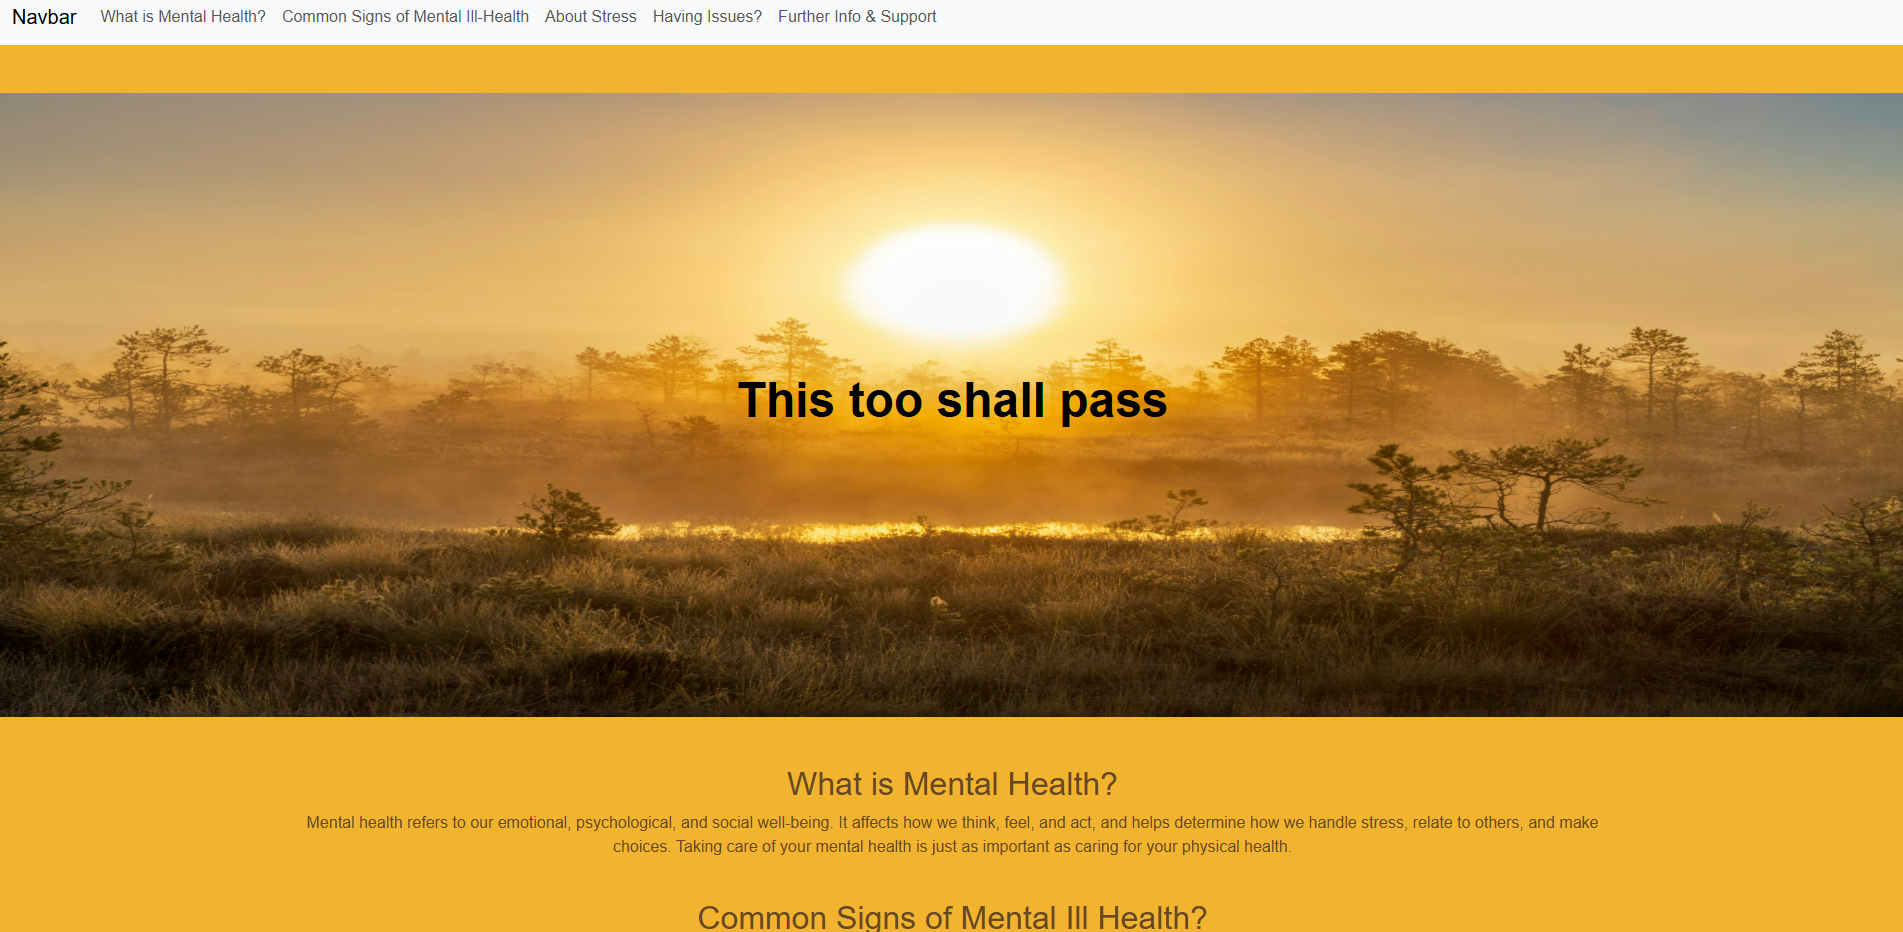 Navbar What is Mental Health? Common Signs of Mental Ill-Health About Stress Having Issues? Further Info & Support
This too shall pass
What is Mental Health?
Mental health refers to our emotional, psychological, and social well-being. It affects how we think, feel, and act, and helps determine how we handle stress, relate to others, and make
choices. Taking care of your mental health is just as important as caring for your physical health.
Common Signs of Mental Ill Health?